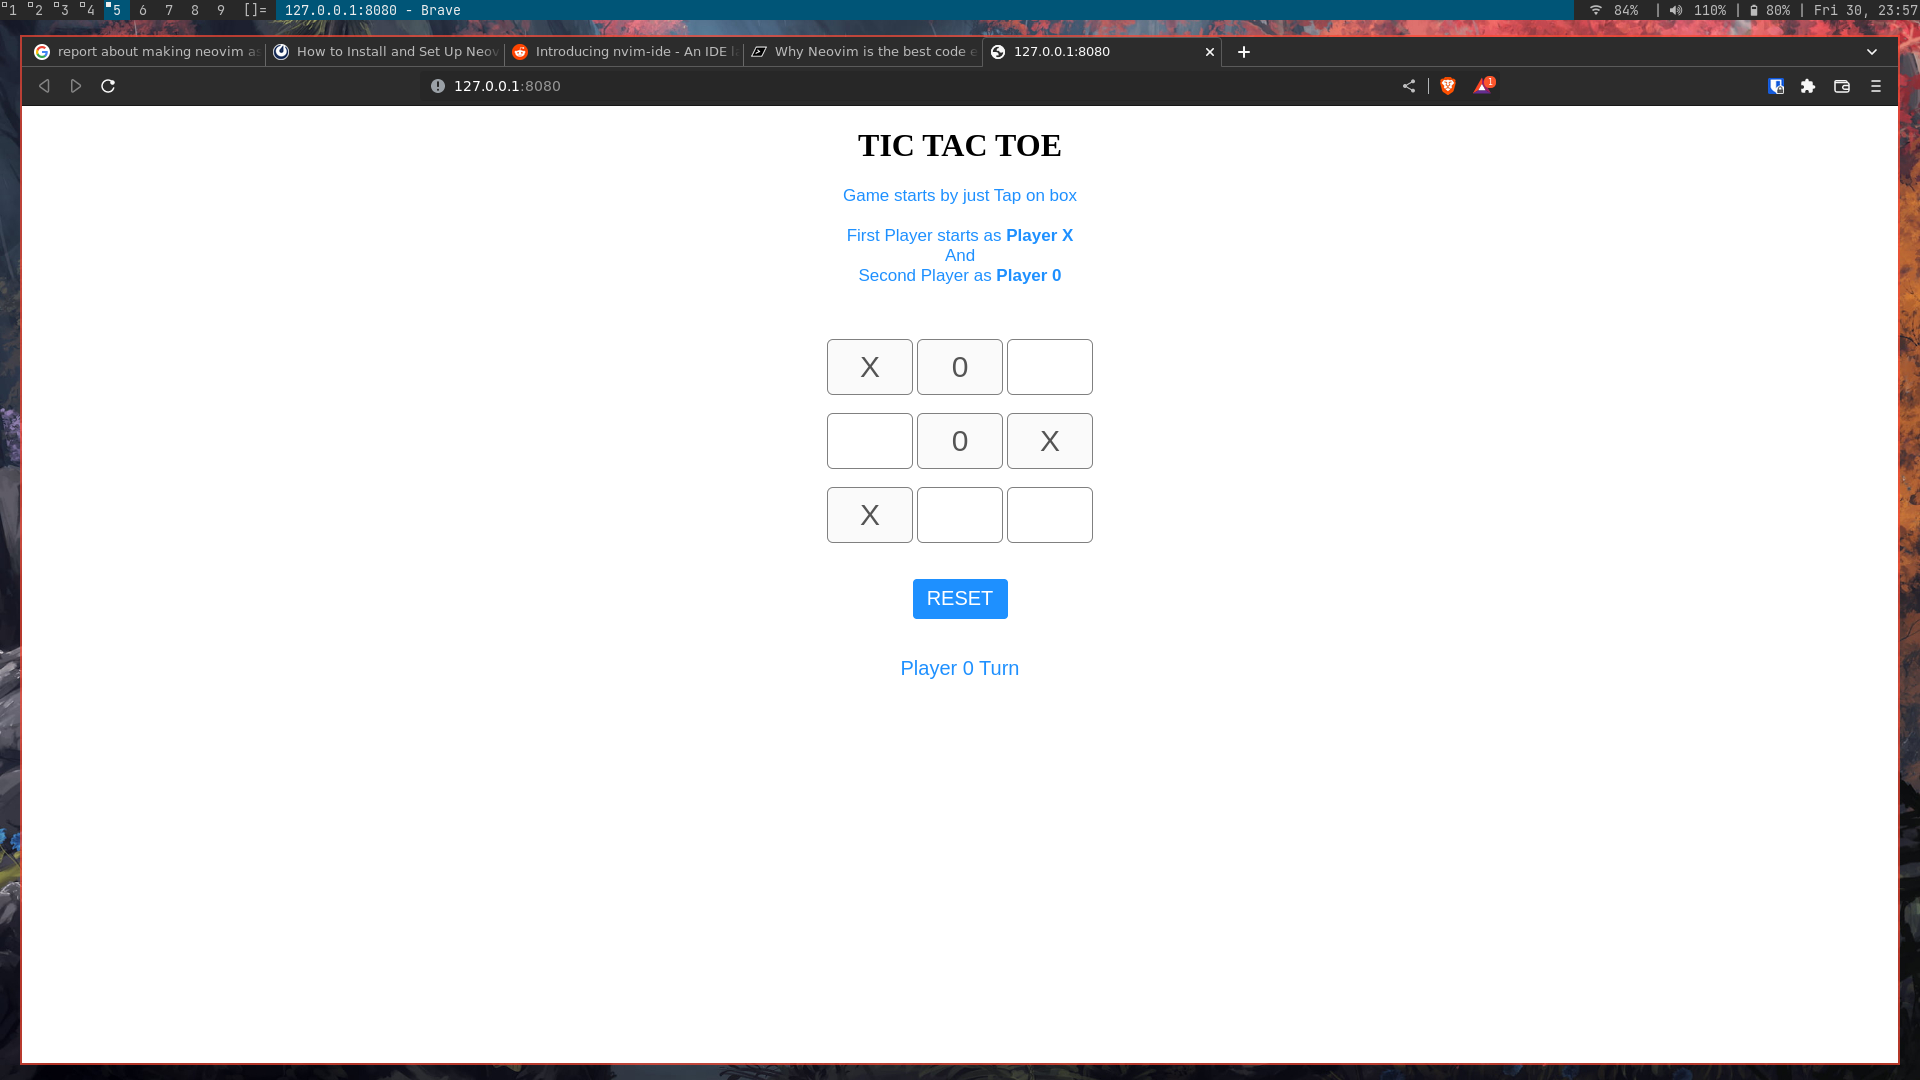 1 2 3 4 5 6 7 8 9 []= 127.0.0.1:8080 - Brave 84% | 110% | 80% | Fri 30, 23:57
report about making neovim as How to Install and Set Up Neov Introducing nvim-ide - An IDE l Why Neovim is the best code e 127.0.0.1:8080
127.0.0.1:8080 1
TIC TAC TOE
Game starts by just Tap on box
First Player starts as Player X
And
Second Player as Player 0
X 0
0 X
X
RESET
Player 0 Turn